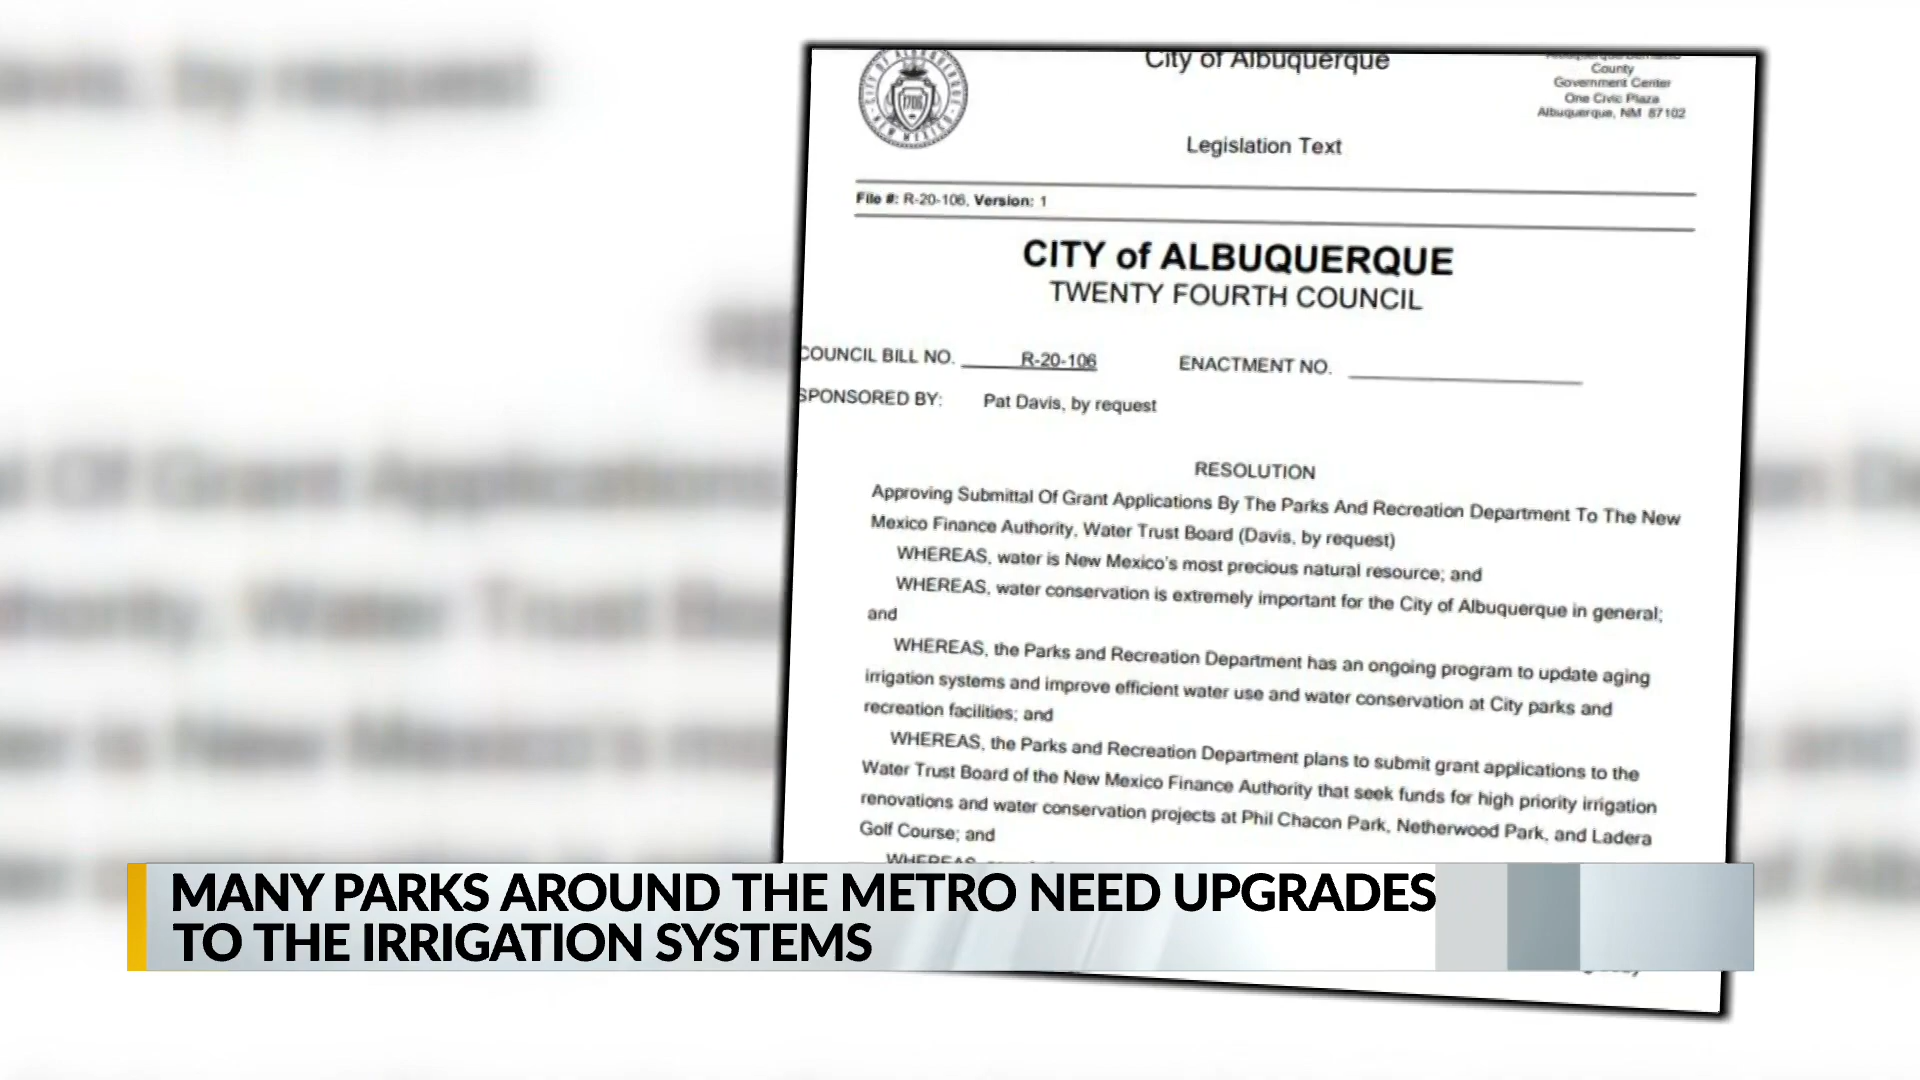 City of Albuquerque
County
Government Center
One Civic Plaza
Albuquerque, NM 87102
CITY OF ALBUQUERQUE
1706
NEW MEXICO
Legislation Text
File #: R-20-106, Version: 1
CITY of ALBUQUERQUE
TWENTY FOURTH COUNCIL
COUNCIL BILL NO. R-20-106 ENACTMENT NO.
SPONSORED BY: Pat Davis, by request
RESOLUTION
Approving Submittal Of Grant Applications By The Parks And Recreation Department To The New
Mexico Finance Authority, Water Trust Board (Davis, by request)
WHEREAS, water is New Mexico's most precious natural resource; and
WHEREAS, water conservation is extremely important for the City of Albuquerque in general;
and
WHEREAS, the Parks and Recreation Department has an ongoing program to update aging
irrigation systems and improve efficient water use and water conservation at City parks and
recreation facilities; and
WHEREAS, the Parks and Recreation Department plans to submit grant applications to the
Water Trust Board of the New Mexico Finance Authority that seek funds for high priority irrigation
renovations and water conservation projects at Phil Chacon Park, Netherwood Park, and Ladera
Golf Course; and
WHEREAS,
MANY PARKS AROUND THE METRO NEED UPGRADES
TO THE IRRIGATION SYSTEMS